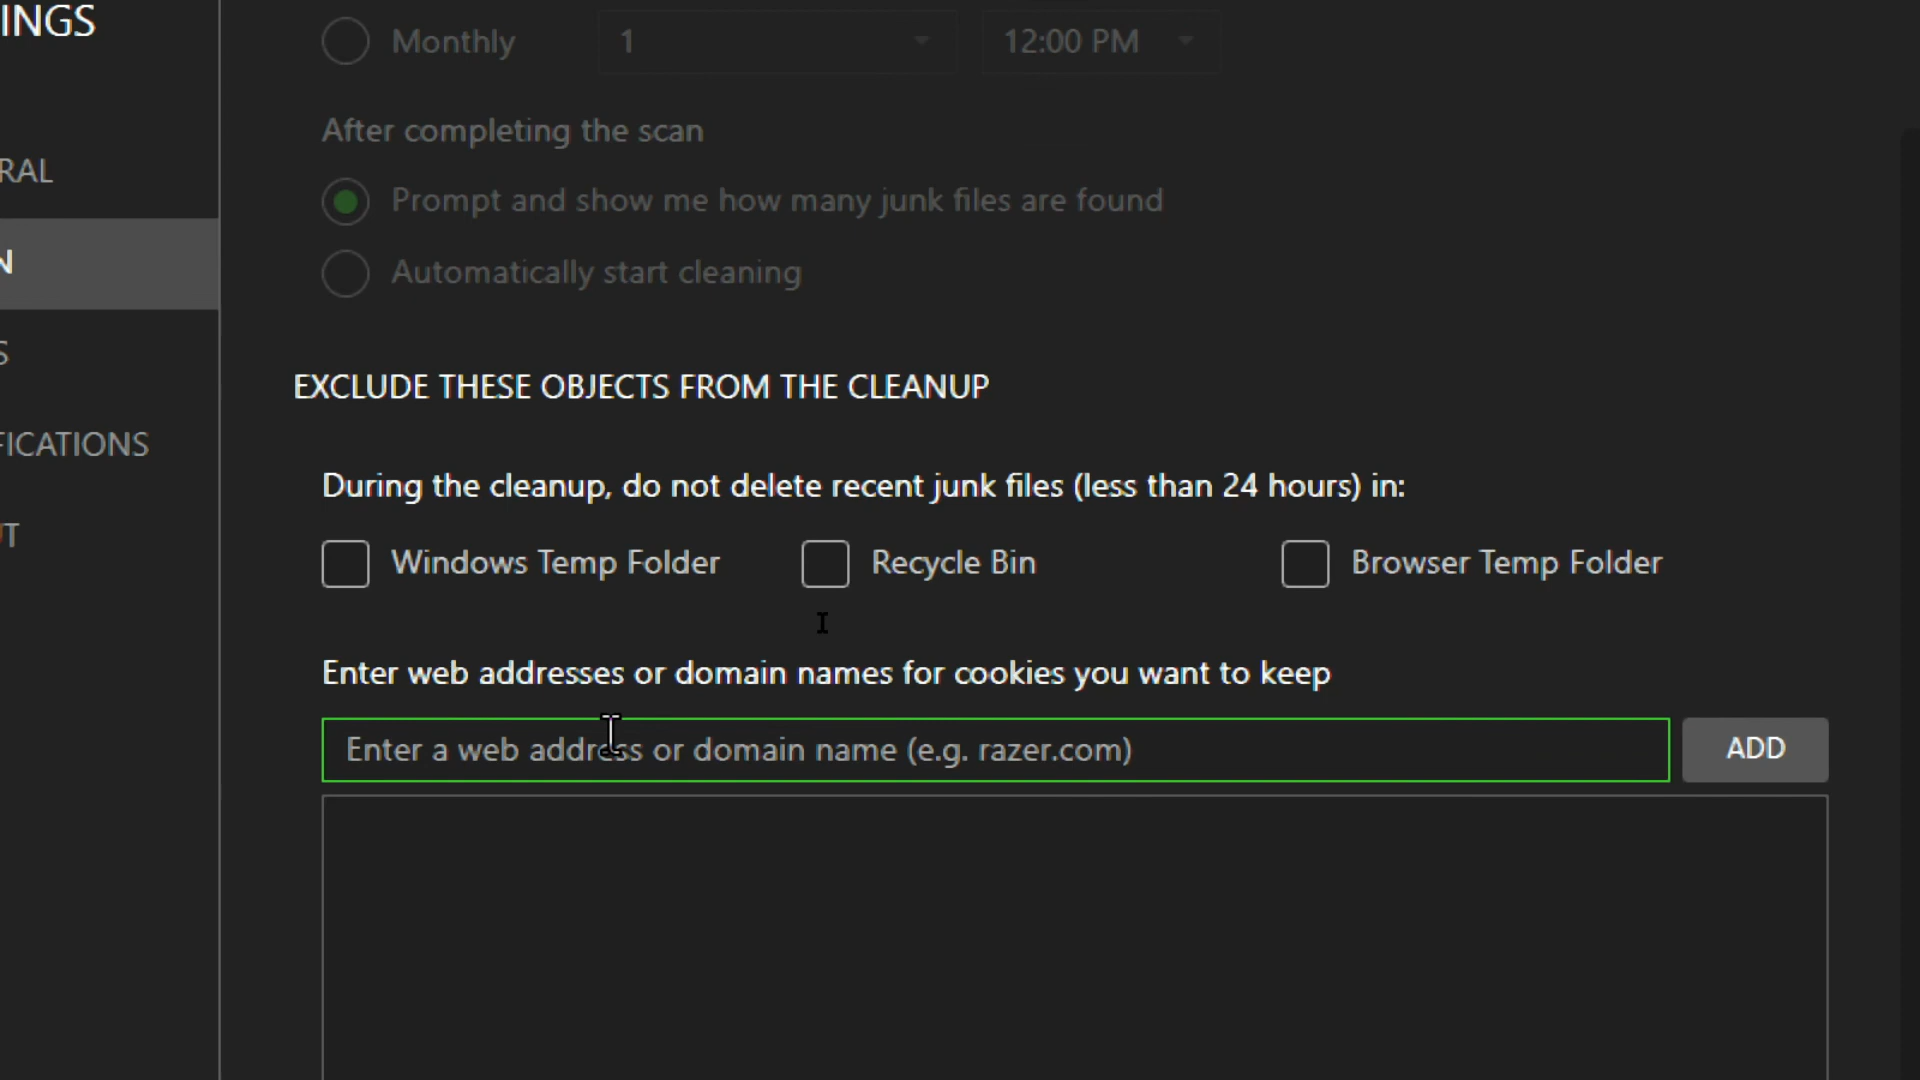 INGS
Monthly 1 12:00 PM
After completing the scan
RAL
Prompt and show me how many junk files are found
N
Automatically start cleaning
S
EXCLUDE THESE OBJECTS FROM THE CLEANUP
FICATIONS
During the cleanup, do not delete recent junk files (less than 24 hours) in:
UT
Windows Temp Folder Recycle Bin Browser Temp Folder
Enter web addresses or domain names for cookies you want to keep
Enter a web address or domain name (e.g. razer.com) ADD